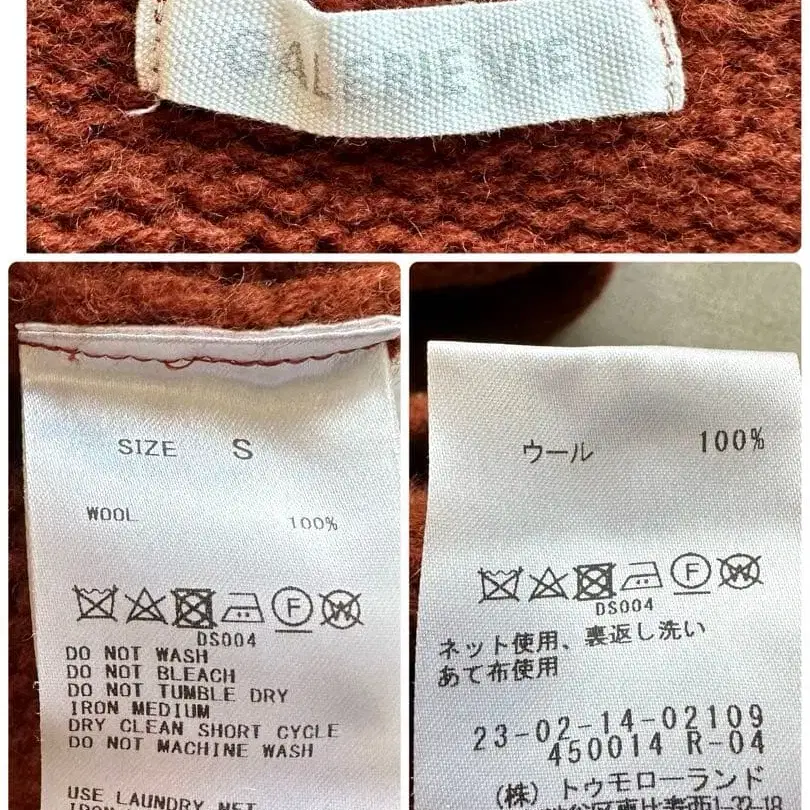 GALERIE VIE
SIZE S
WOOL 100%
F W
DS004
DO NOT WASH
DO NOT BLEACH
DO NOT TUMBLE DRY
IRON MEDIUM
DRY CLEAN SHORT CYCLE
DO NOT MACHINE WASH
USE LAUNDRY NET
ウール 100%
F W
DS004
ネット使用、裏返し洗い
あて布使用
23-02-14-02109
450014 R-04
(株) トゥモローランド